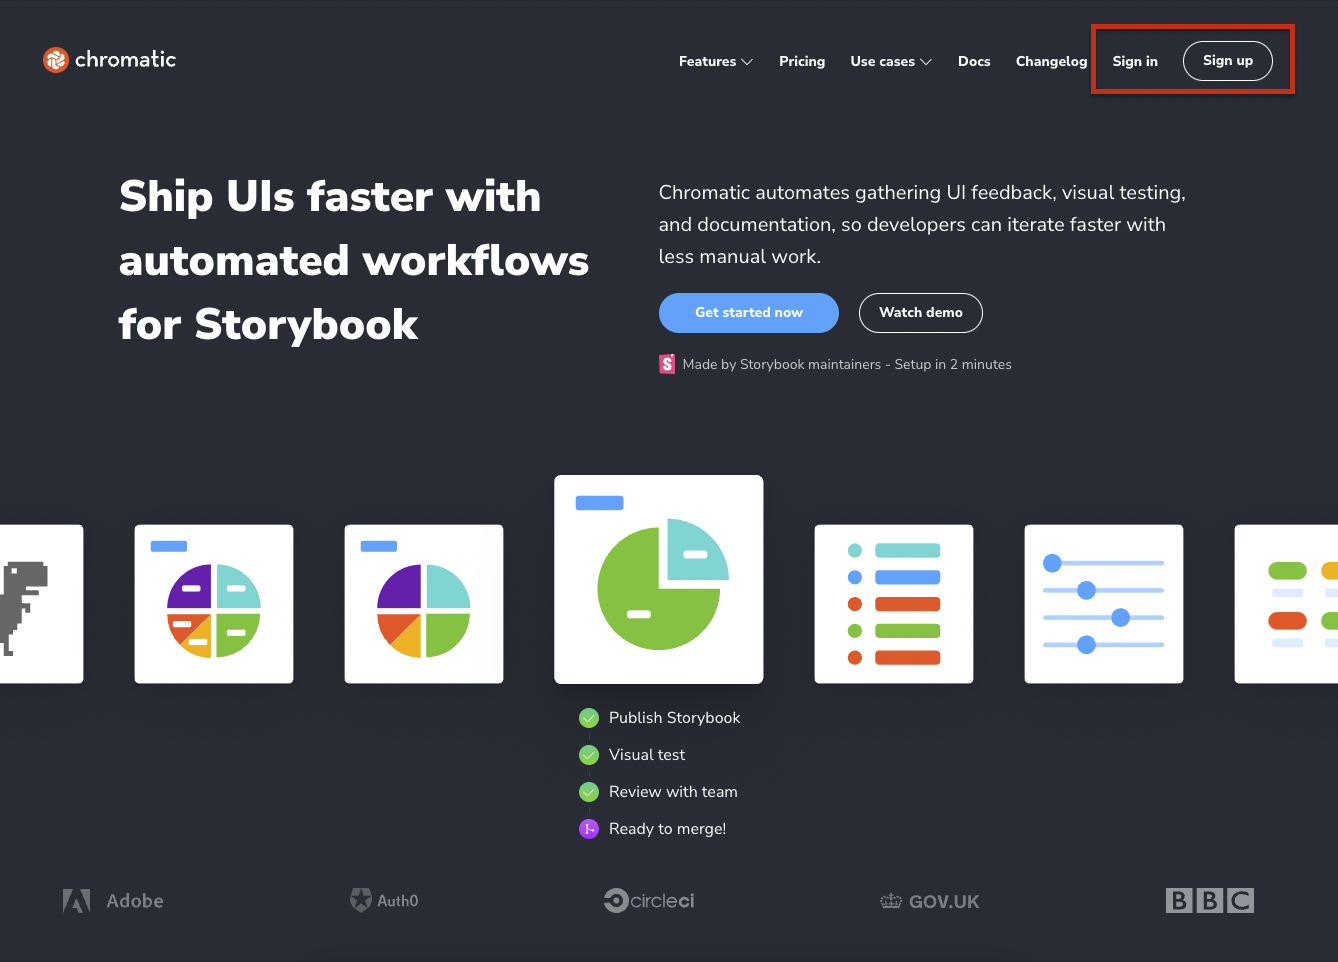 chromatic
Features Pricing Use cases Docs Changelog Sign in Sign up
Ship UIs faster with
automated workflows
for Storybook
Chromatic automates gathering UI feedback, visual testing,
and documentation, so developers can iterate faster with
less manual work.
Get started now Watch demo
S Made by Storybook maintainers - Setup in 2 minutes
Publish Storybook
Visual test
Review with team
Ready to merge!
Adobe Auth0 circleci GOV.UK BBC